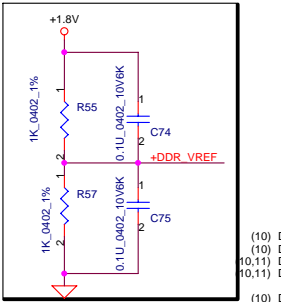 +1.8V
1
1K_0402_1%
R55
2
0.1U_0402_10V6K
1
C74
2
+DDR_VREF
1
1K_0402_1%
R57
2
0.1U_0402_10V6K
1
C75
2
(10) D
(10) D
(10,11) D
(10,11) D
(10) D